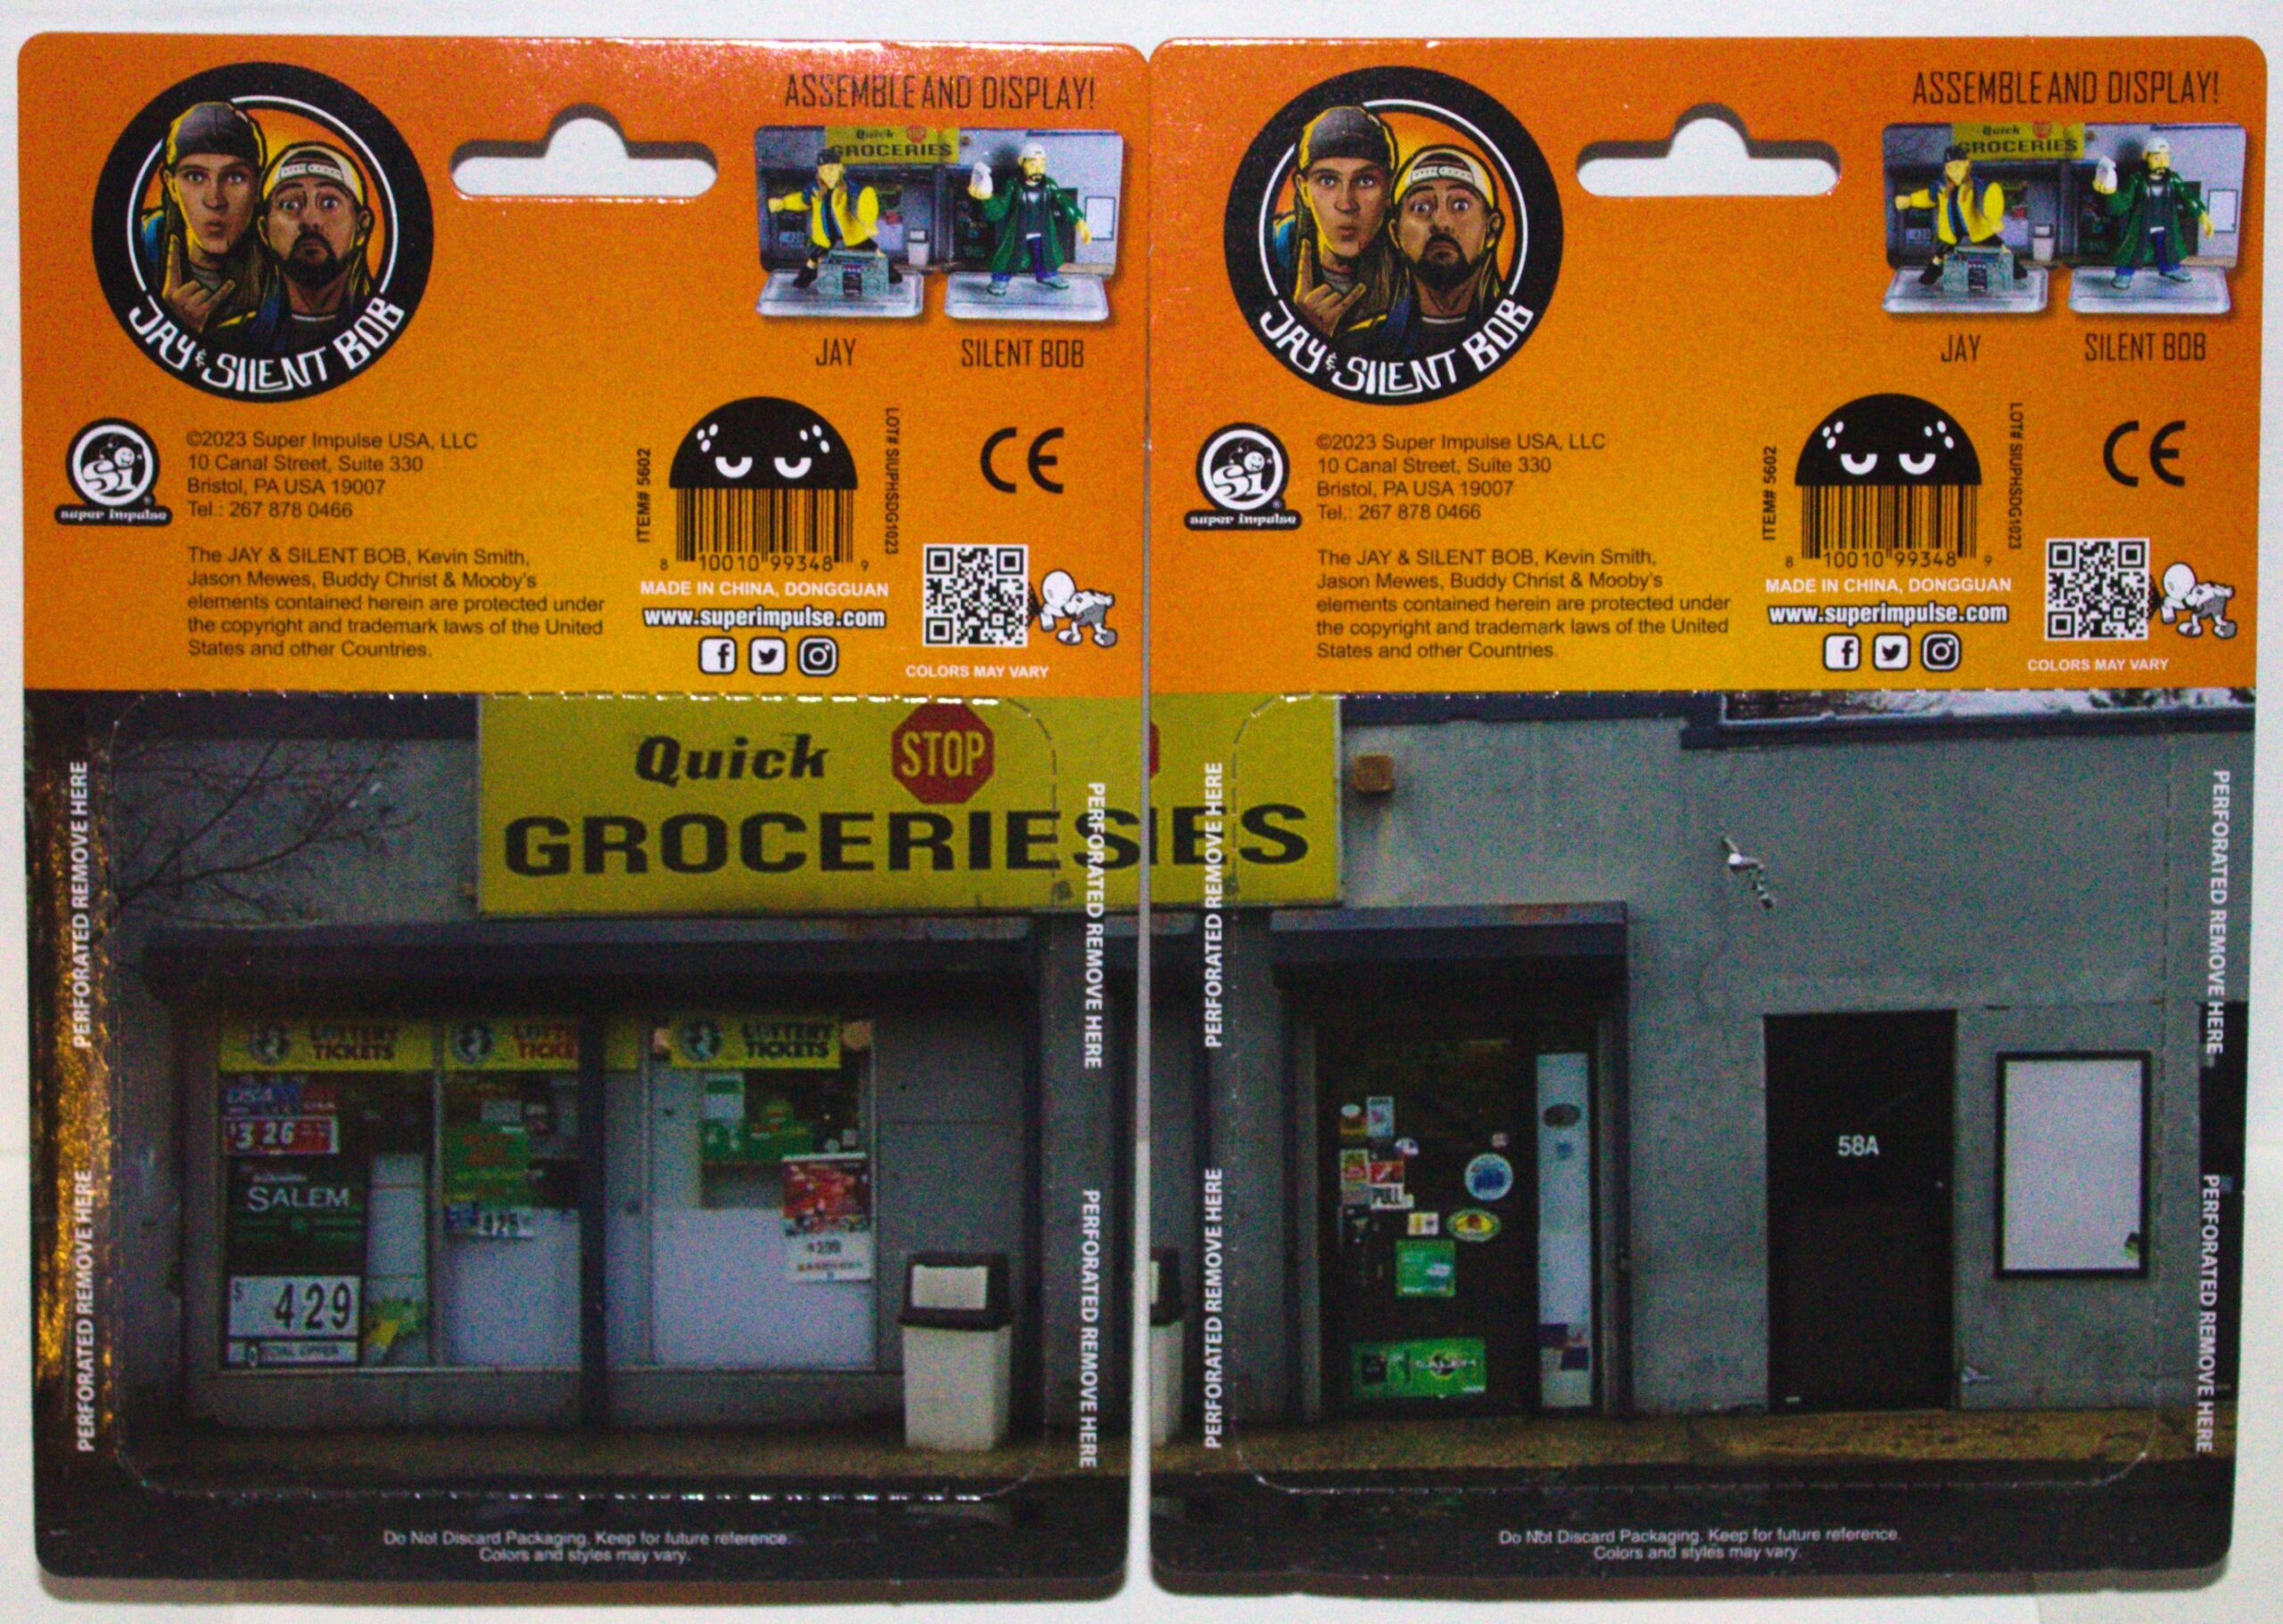 ASSEMBLE AND DISPLAY!
Quick
GROCERIES
JAY & SILENT BOB
JAY
SILENT BOB
Si
super impulse
©2023 Super Impulse USA, LLC
10 Canal Street, Suite 330
Bristol, PA USA 19007
Tel.: 267 878 0466
The JAY & SILENT BOB, Kevin Smith,
Jason Mewes, Buddy Christ & Mooby's
elements contained herein are protected under
the copyright and trademark laws of the United
States and other Countries.
ITEM# 5602
LOT# SIUPHSDG1023
8 10010 99348 9
MADE IN CHINA, DONGGUAN
www.superimpulse.com
CE
COLORS MAY VARY
Quick STOP
GROCERIES
PERFORATED REMOVE HERE
PERFORATED REMOVE HERE
PERFORATED REMOVE HERE
PERFORATED REMOVE HERE
LOTTERY
TICKETS
LOTTE
TICKE
LOTTERY
TICKETS
USA
$3 26
SALEM
$ 429
Do Not Discard Packaging. Keep for future reference.
Colors and styles may vary.
ASSEMBLE AND DISPLAY!
Quick
GROCERIES
JAY & SILENT BOB
JAY
SILENT BOB
Si
super impulse
©2023 Super Impulse USA, LLC
10 Canal Street, Suite 330
Bristol, PA USA 19007
Tel.: 267 878 0466
The JAY & SILENT BOB, Kevin Smith,
Jason Mewes, Buddy Christ & Mooby's
elements contained herein are protected under
the copyright and trademark laws of the United
States and other Countries.
ITEM# 5602
LOT# SIUPHSDG1023
8 10010 99348 9
MADE IN CHINA, DONGGUAN
www.superimpulse.com
CE
COLORS MAY VARY
IES
PERFORATED REMOVE HERE
PERFORATED REMOVE HERE
PERFORATED REMOVE HERE
PERFORATED REMOVE HERE
PULL
SALEM
58A
Do Not Discard Packaging. Keep for future reference.
Colors and styles may vary.